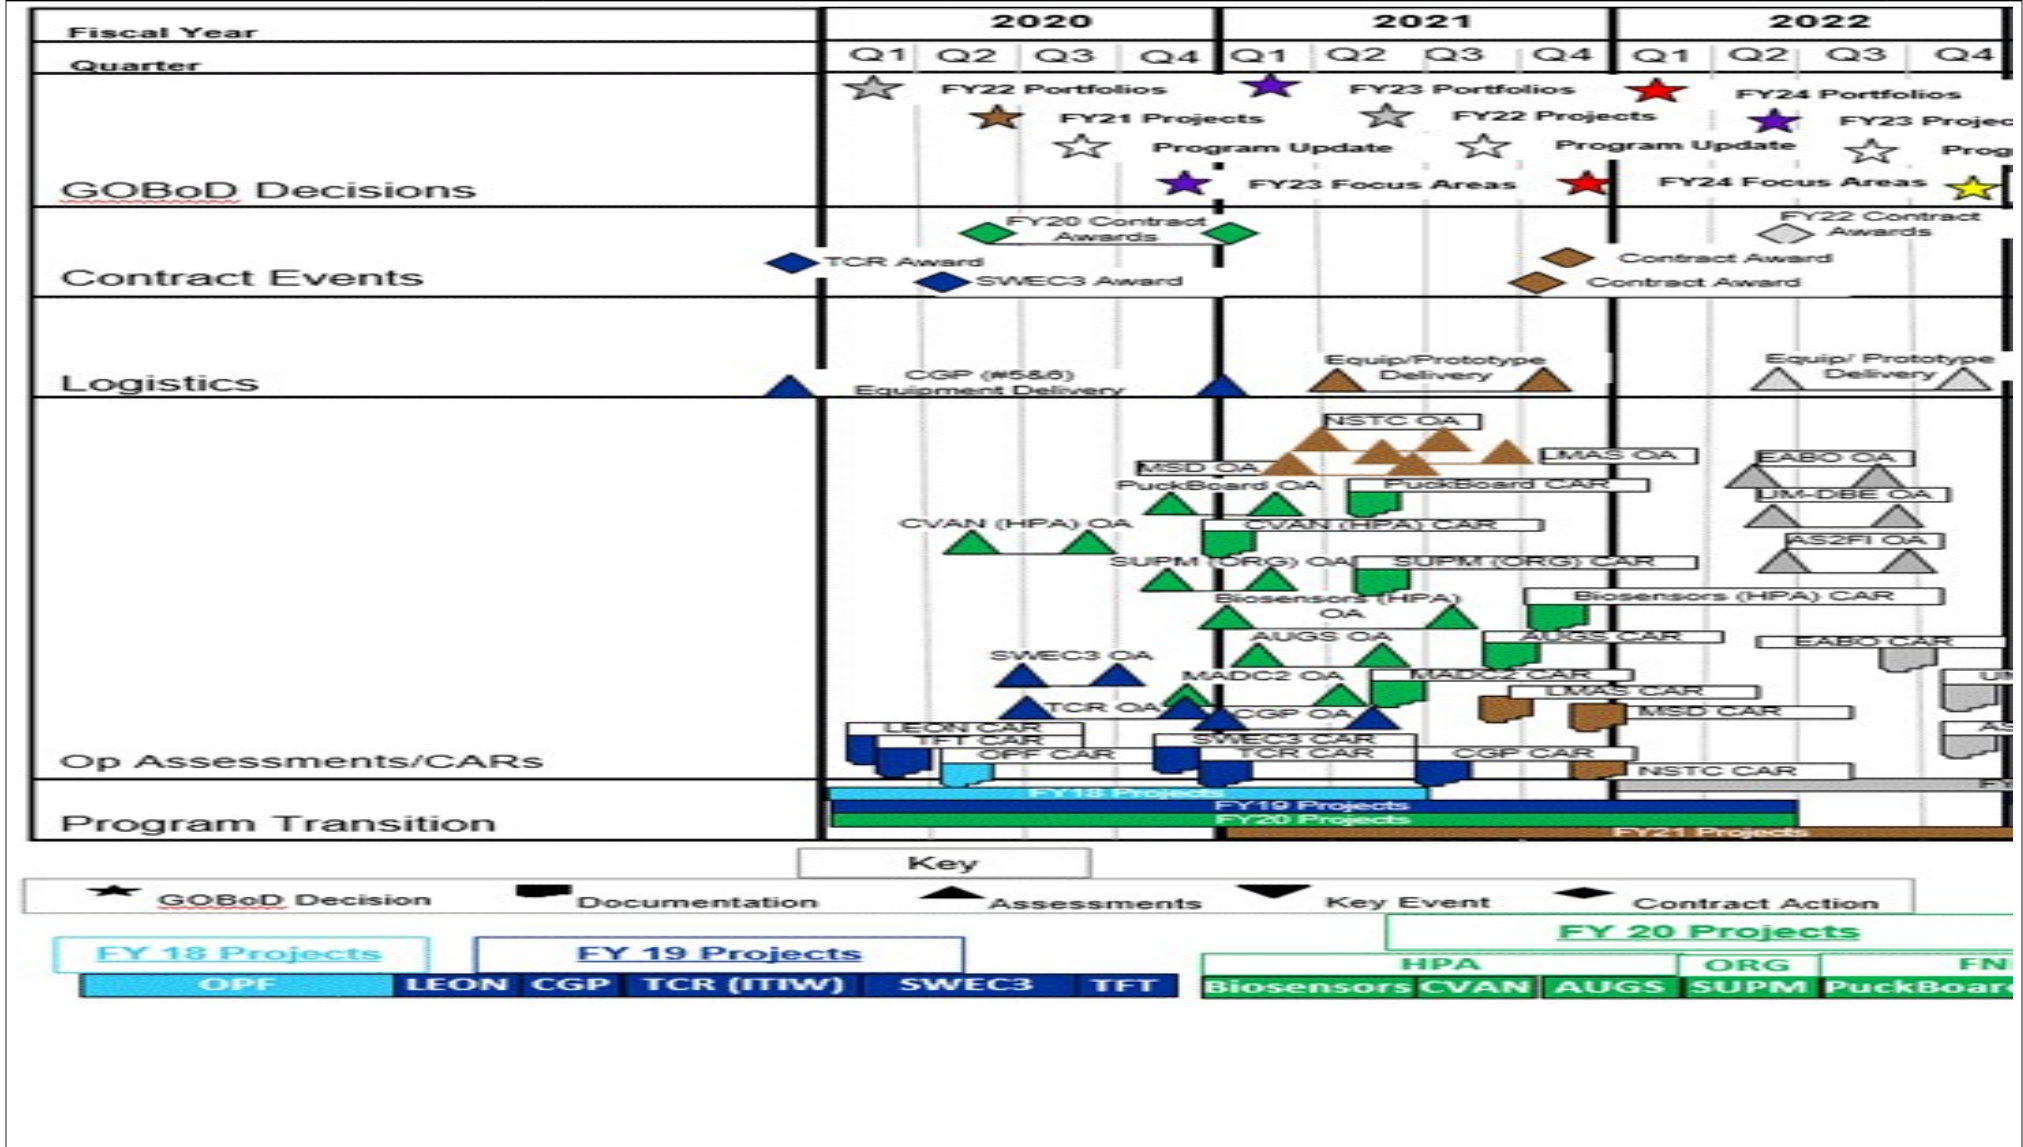 Fiscal Year 2020 2021 2022
Quarter Q1 Q2 Q3 Q4 Q1 Q2 Q3 Q4 Q1 Q2 Q3 Q4
FY22 Portfolios FY23 Portfolios FY24 Portfolios
FY21 Projects FY22 Projects FY23 Projec
Program Update Program Update Prog
GOBoD Decisions FY23 Focus Areas FY24 Focus Areas
FY20 Contract Awards
FY22 Contract Awards
TCR Award Contract Award
Contract Events SWEC3 Award Contract Award
Equip/Prototype Delivery
Equip/ Prototype Delivery
Logistics
CGP (#5&6)
Equipment Delivery
NSTC OA
LMAS OA
EABO OA
MSD OA
PuckBoard OA PuckBoard CAR
UM-DBE OA
CVAN (HPA) OA CVAN (HPA) CAR
AS2FI OA
SUPM (ORG) OA SUPM (ORG) CAR
Biosensors (HPA)
OA
Biosensors (HPA) CAR
AUGS OA AUGS CAR EABO CAR
SWEC3 OA
MADC2 OA MADC2 CAR UM
LMAS CAR
TCR OA CGP OA MSD CAR
LEON CAR AS
TFT CAR SWEC3 CAR
OPF CAR TCR CAR CGP CAR
Op Assessments/CARs
NSTC CAR
FY
FY18 Projects
FY19 Projects
Program Transition
FY20 Projects
FY21 Projects
Key
GOBoD Decision Documentation Assessments Key Event Contract Action
FY 18 Projects FY 19 Projects FY 20 Projects
HPA ORG FN
OPF LEON CGP TCR (ITIW) SWEC3 TFT Biosensors CVAN AUGS SUPM PuckBoar